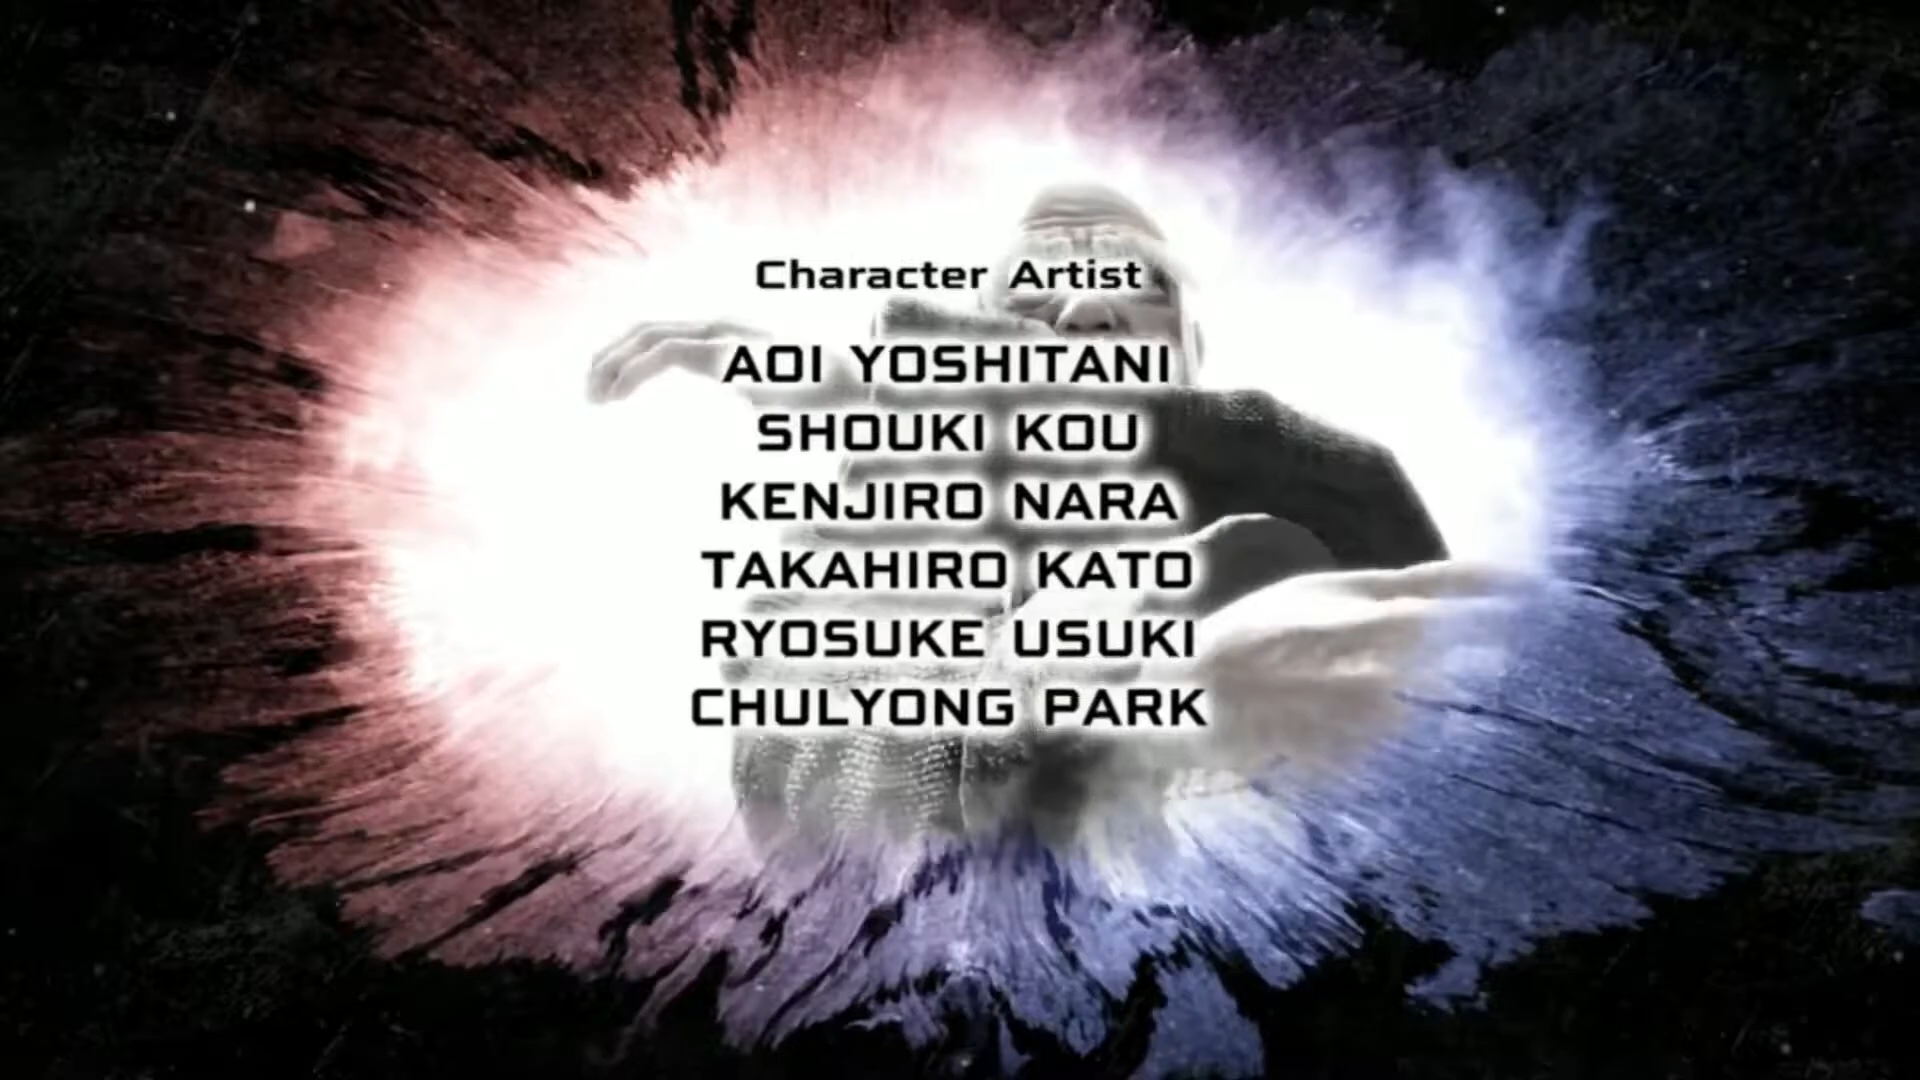 Character Artist
AOI YOSHITANI
SHOUKI KOU
KENJIRO NARA
TAKAHIRO KATO
RYOSUKE USUKI
CHULYONG PARK